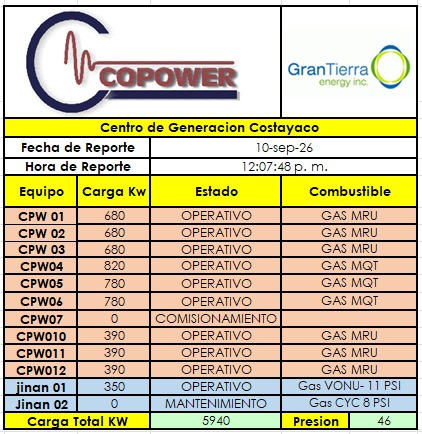 COPOWER
GranTierra
energy inc.
Centro de Generacion Costayaco
Fecha de Reporte 10-sep-26
Hora de Reporte 12:07:48 p. m.
Equipo Carga Kw Estado Combustible
CPW 01 680 OPERATIVO GAS MRU
CPW 02 680 OPERATIVO GAS MRU
CPW 03 680 OPERATIVO GAS MRU
CPW04 820 OPERATIVO GAS MQT
CPW05 780 OPERATIVO GAS MQT
CPW06 780 OPERATIVO GAS MQT
CPW07 0 COMISIONAMIENTO
CPW010 390 OPERATIVO GAS MRU
CPW011 390 OPERATIVO GAS MRU
CPW012 390 OPERATIVO GAS MRU
jinan 01 350 OPERATIVO Gas VONU- 11 PSI
Jinan 02 0 MANTENIMIENTO Gas CYC 8 PSI
Carga Total KW 5940 Presion 46